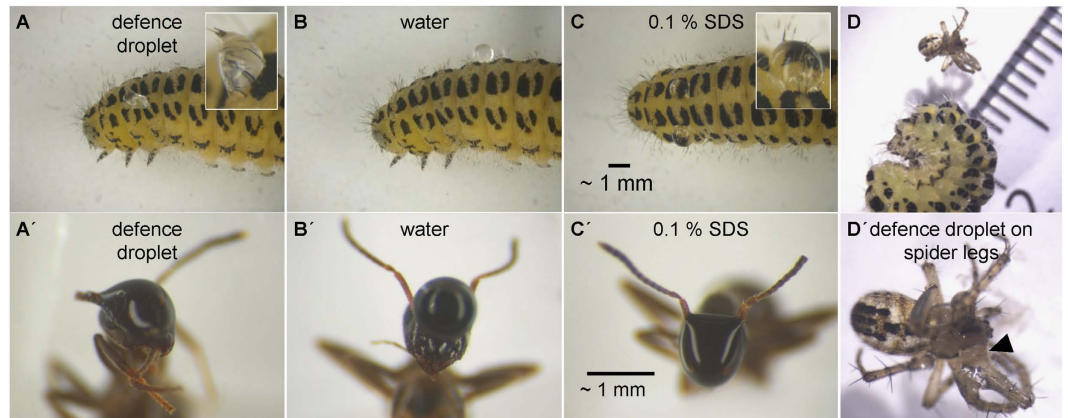 A defence
droplet
B water
C 0.1 % SDS
~ 1 mm
D
A´ defence
droplet
B´ water
C´ 0.1 % SDS
~ 1 mm
D´ defence droplet on
spider legs